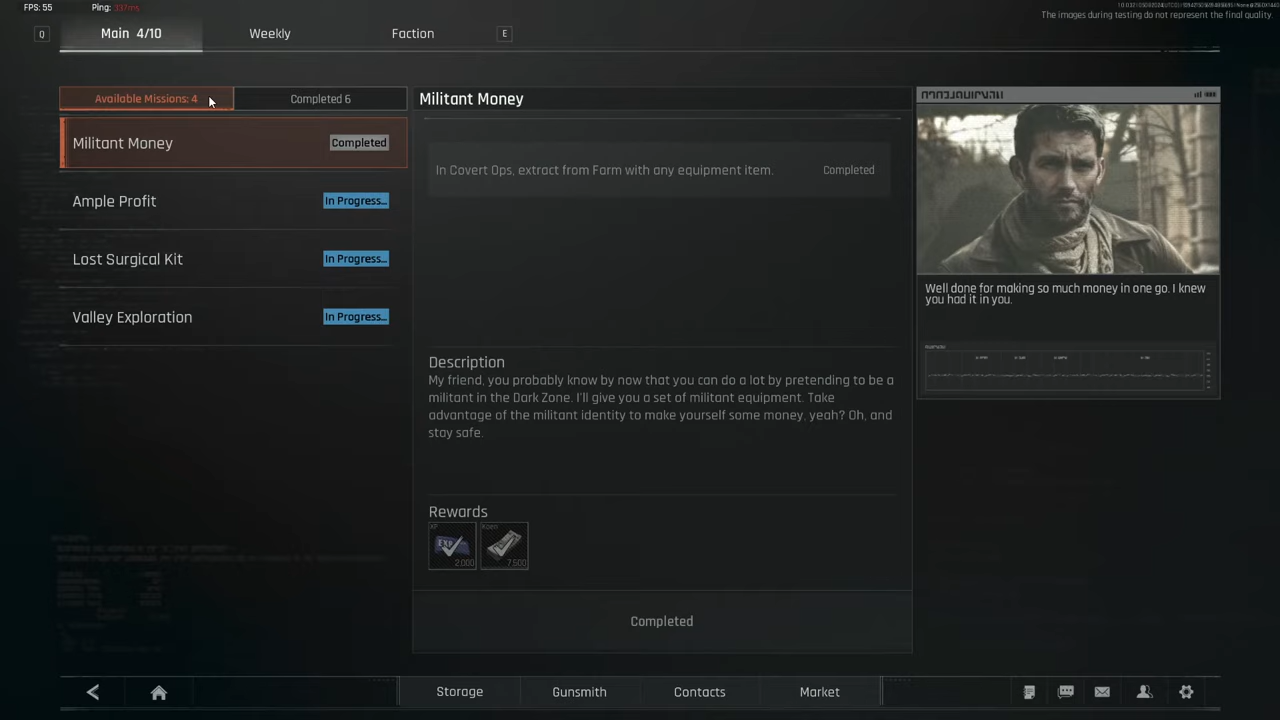 FPS: 55
Ping: 337ms
The images during testing do not represent the final quality.
Q
Main 4/10
Weekly
Faction
E
Available Missions: 4
Completed 6
Militant Money
Completed
Ample Profit
In Progress...
Lost Surgical Kit
In Progress...
Valley Exploration
In Progress...
Militant Money
In Covert Ops, extract from Farm with any equipment item.
Completed
Description
My friend, you probably know by now that you can do a lot by pretending to be a
militant in the Dark Zone. I'll give you a set of militant equipment. Take
advantage of the militant identity to make yourself some money, yeah? Oh, and
stay safe.
Rewards
XP
EXP
2,000
Koen
7,500
Completed
Well done for making so much money in one go. I knew
you had it in you.
Storage
Gunsmith
Contacts
Market